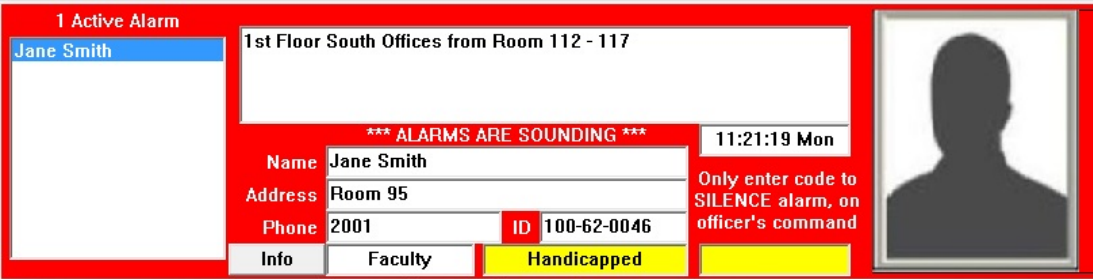 1 Active Alarm
Jane Smith
1st Floor South Offices from Room 112 - 117
*** ALARMS ARE SOUNDING ***
11:21:19 Mon
Name Jane Smith
Address Room 95
Phone 2001 ID 100-62-0046
Only enter code to
SILENCE alarm, on
officer's command
Info Faculty Handicapped